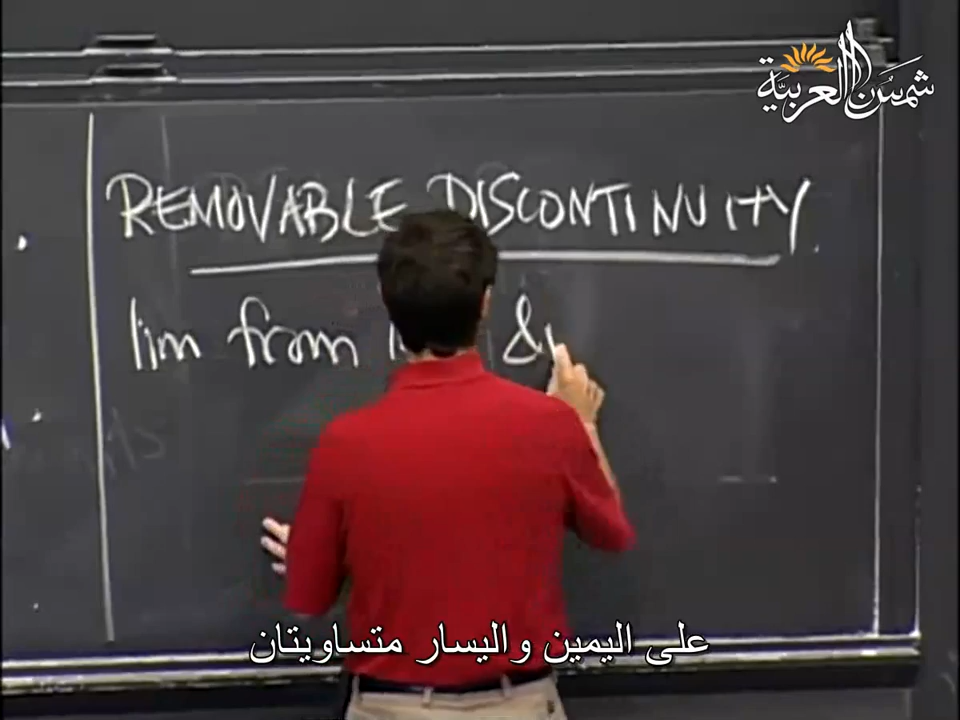 شمس العربية
REMOVABLE DISCONTINUITY
lim from &
على اليمين واليسار متساويتان